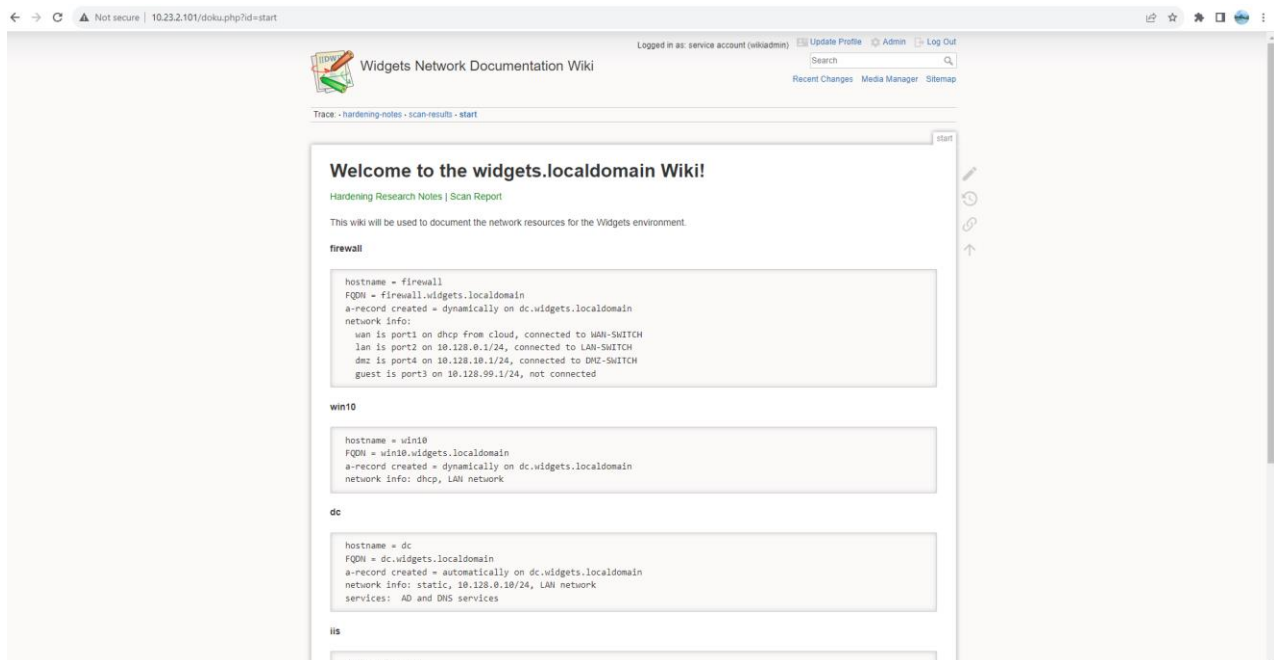 Not secure | 10.23.2.101/doku.php?id=start
Logged in as: service account (wikiadmin) Update Profile Admin Log Out
Widgets Network Documentation Wiki
Search
Recent Changes Media Manager Sitemap
Trace: • hardening-notes • scan-results • start
start
Welcome to the widgets.localdomain Wiki!
Hardening Research Notes | Scan Report
This wiki will be used to document the network resources for the Widgets environment.
firewall
hostname = firewall
FQDN = firewall.widgets.localdomain
a-record created = dynamically on dc.widgets.localdomain
network info:
wan is port1 on dhcp from cloud, connected to WAN-SWITCH
lan is port2 on 10.128.0.1/24, connected to LAN-SWITCH
dmz is port4 on 10.128.10.1/24, connected to DMZ-SWITCH
guest is port3 on 10.128.99.1/24, not connected
win10
hostname = win10
FQDN = win10.widgets.localdomain
a-record created = dynamically on dc.widgets.localdomain
network info: dhcp, LAN network
dc
hostname = dc
FQDN = dc.widgets.localdomain
a-record created = automatically on dc.widgets.localdomain
network info: static, 10.128.0.10/24, LAN network
services: AD and DNS services
iis